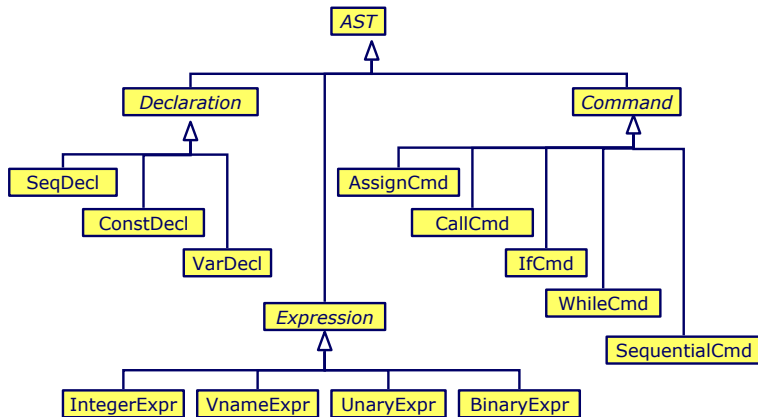 AST
Declaration
Command
SeqDecl
AssignCmd
ConstDecl
CallCmd
VarDecl
IfCmd
WhileCmd
Expression
SequentialCmd
IntegerExpr
VnameExpr
UnaryExpr
BinaryExpr